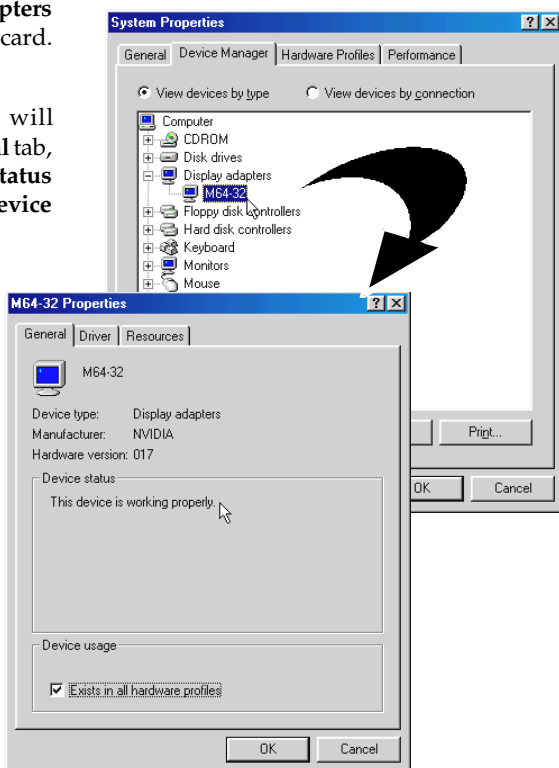 apters
card.
will
l tab,
tatus
evice
System Properties
General Device Manager Hardware Profiles Performance
View devices by type View devices by connection
Computer
CDROM
Disk drives
Display adapters
M64-32
Floppy disk controllers
Hard disk controllers
Keyboard
Monitors
Mouse
Print...
OK Cancel
M64-32 Properties
General Driver Resources
M64-32
Device type: Display adapters
Manufacturer: NVIDIA
Hardware version: 017
Device status
This device is working properly.
Device usage
Exists in all hardware profiles
OK Cancel